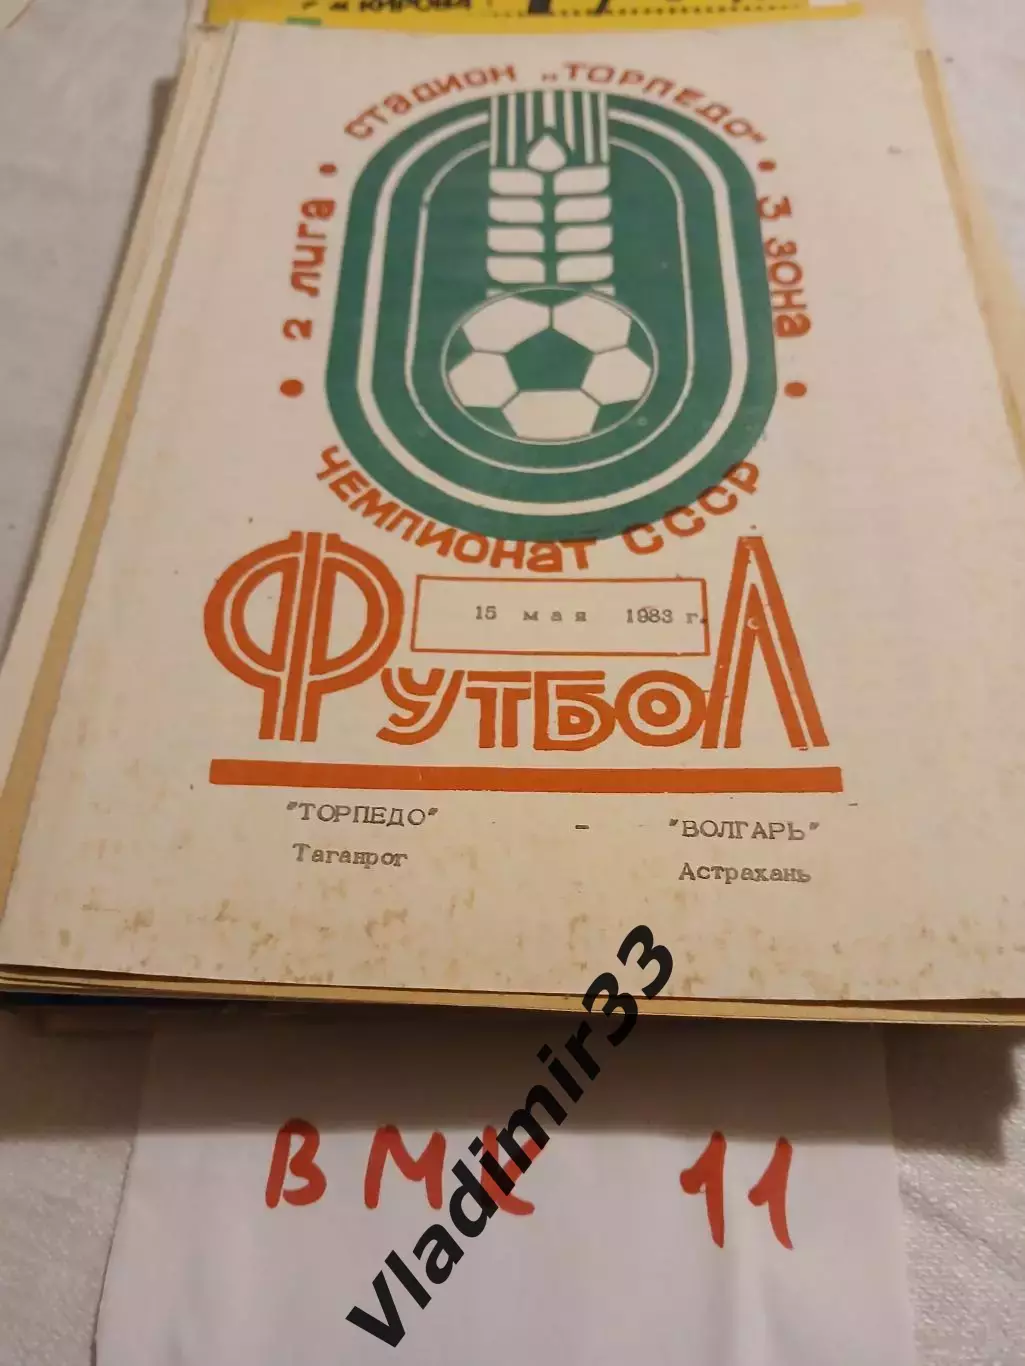 СТАДИОН „ТОРПЕДО"
2 ЛИГА
3 ЗОНА
ЧЕМПИОНАТ СССР
15 мая 1983 г.
ФУТБОЛ
"ТОРПЕДО" - "ВОЛГАРЬ"
Таганрог Астрахань
Vladimir33
11